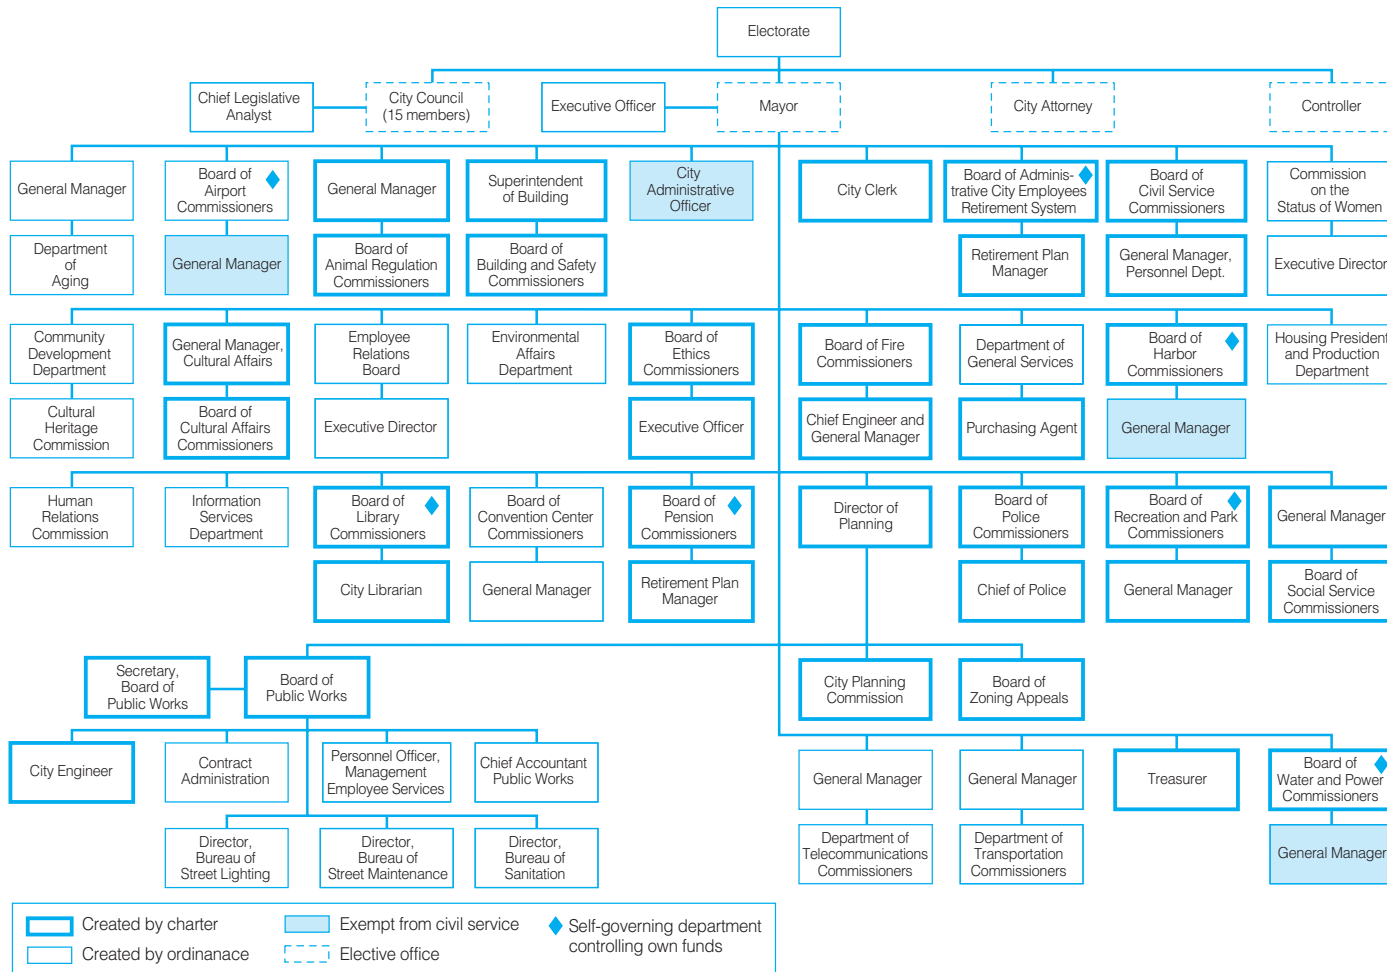 Electorate
Chief Legislative
Analyst
City Council
(15 members)
Executive Officer
Mayor
City Attorney
Controller
General Manager
Board of
Airport
Commissioners
General Manager
Superintendent
of Building
City
Administrative
Officer
City Clerk
Board of Adminis-
trative City Employees
Retirement System
Board of
Civil Service
Commissioners
Commission
on the
Status of Women
Department
of
Aging
General Manager
Board of
Animal Regulation
Commissioners
Board of
Building and Safety
Commissioners
Retirement Plan
Manager
General Manager,
Personnel Dept.
Executive Director
Community
Development
Department
General Manager,
Cultural Affairs
Employee
Relations
Board
Environmental
Affairs
Department
Board of
Ethics
Commissioners
Board of Fire
Commissioners
Department of
General Services
Board of
Harbor
Commissioners
Housing President
and Production
Department
Cultural
Heritage
Commission
Board of
Cultural Affairs
Commissioners
Executive Director
Executive Officer
Chief Engineer and
General Manager
Purchasing Agent
General Manager
Human
Relations
Commission
Information
Services
Department
Board of
Library
Commissioners
Board of
Convention Center
Commissioners
Board of
Pension
Commissioners
Director of
Planning
Board of
Police
Commissioners
Board of
Recreation and Park
Commissioners
General Manager
City Librarian
General Manager
Retirement Plan
Manager
Chief of Police
General Manager
Board of
Social Service
Commissioners
Secretary,
Board of
Public Works
Board of
Public Works
City Planning
Commission
Board of
Zoning Appeals
City Engineer
Contract
Administration
Personnel Officer,
Management
Employee Services
Chief Accountant
Public Works
General Manager
General Manager
Treasurer
Board of
Water and Power
Commissioners
Director,
Bureau of
Street Lighting
Director,
Bureau of
Street Maintenance
Director,
Bureau of
Sanitation
Department of
Telecommunications
Commissioners
Department of
Transportation
Commissioners
General Manager
Created by charter
Exempt from civil service
Self-governing department
controlling own funds
Created by ordinanace
Elective office